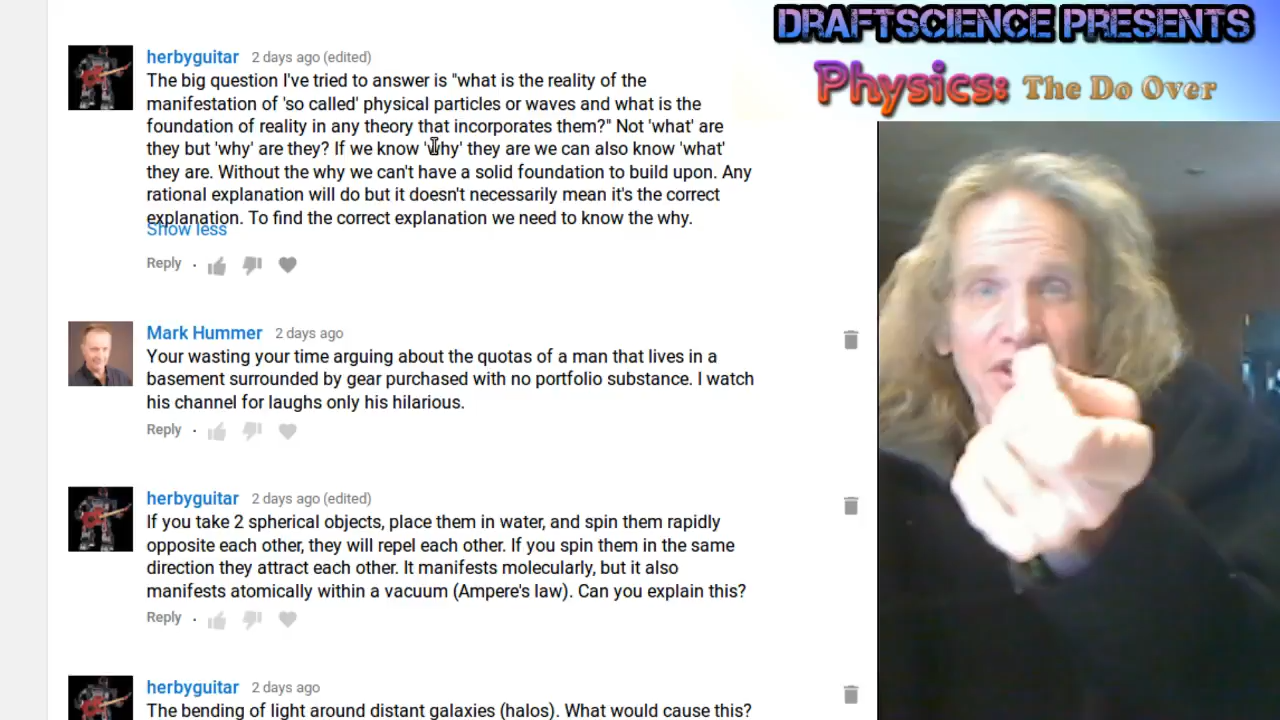 DRAFTSCIENCE PRESENTS
Physics: The Do Over
herbyguitar 2 days ago (edited)
The big question I've tried to answer is "what is the reality of the
manifestation of 'so called' physical particles or waves and what is the
foundation of reality in any theory that incorporates them?" Not 'what' are
they but 'why' are they? If we know 'why' they are we can also know 'what'
they are. Without the why we can't have a solid foundation to build upon. Any
rational explanation will do but it doesn't necessarily mean it's the correct
explanation. To find the correct explanation we need to know the why.
Show less
Reply
Mark Hummer 2 days ago
Your wasting your time arguing about the quotas of a man that lives in a
basement surrounded by gear purchased with no portfolio substance. I watch
his channel for laughs only his hilarious.
Reply
herbyguitar 2 days ago (edited)
If you take 2 spherical objects, place them in water, and spin them rapidly
opposite each other, they will repel each other. If you spin them in the same
direction they attract each other. It manifests molecularly, but it also
manifests atomically within a vacuum (Ampere's law). Can you explain this?
Reply
herbyguitar 2 days ago
The bending of light around distant galaxies (halos). What would cause this?